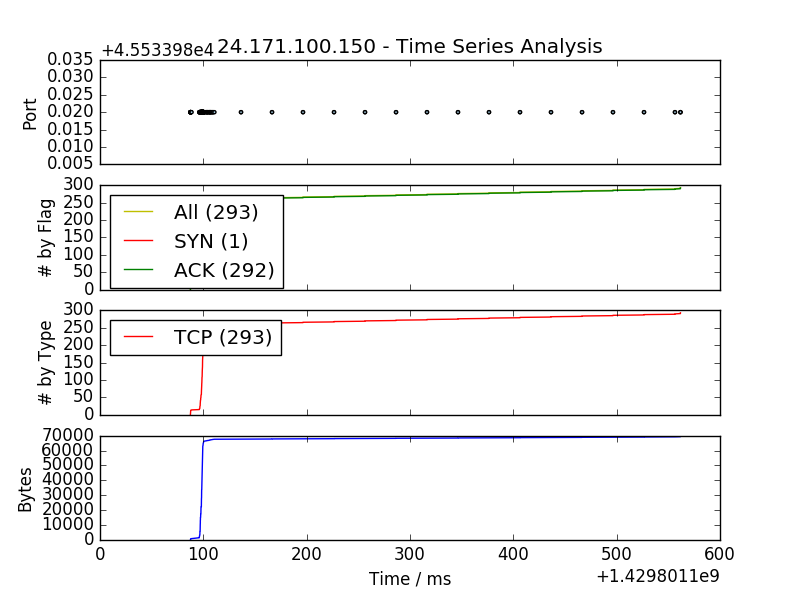 24.171.100.150 - Time Series Analysis
+4.553398e4
0.035
0.030
0.025
0.020
0.015
0.010
0.005
Port
300
250
200
150
100
50
0
# by Flag
All (293)
SYN (1)
ACK (292)
300
250
200
150
100
50
0
# by Type
TCP (293)
70000
60000
50000
40000
30000
20000
10000
0
Bytes
0 100 200 300 400 500 600
Time / ms
+1.4298011e9